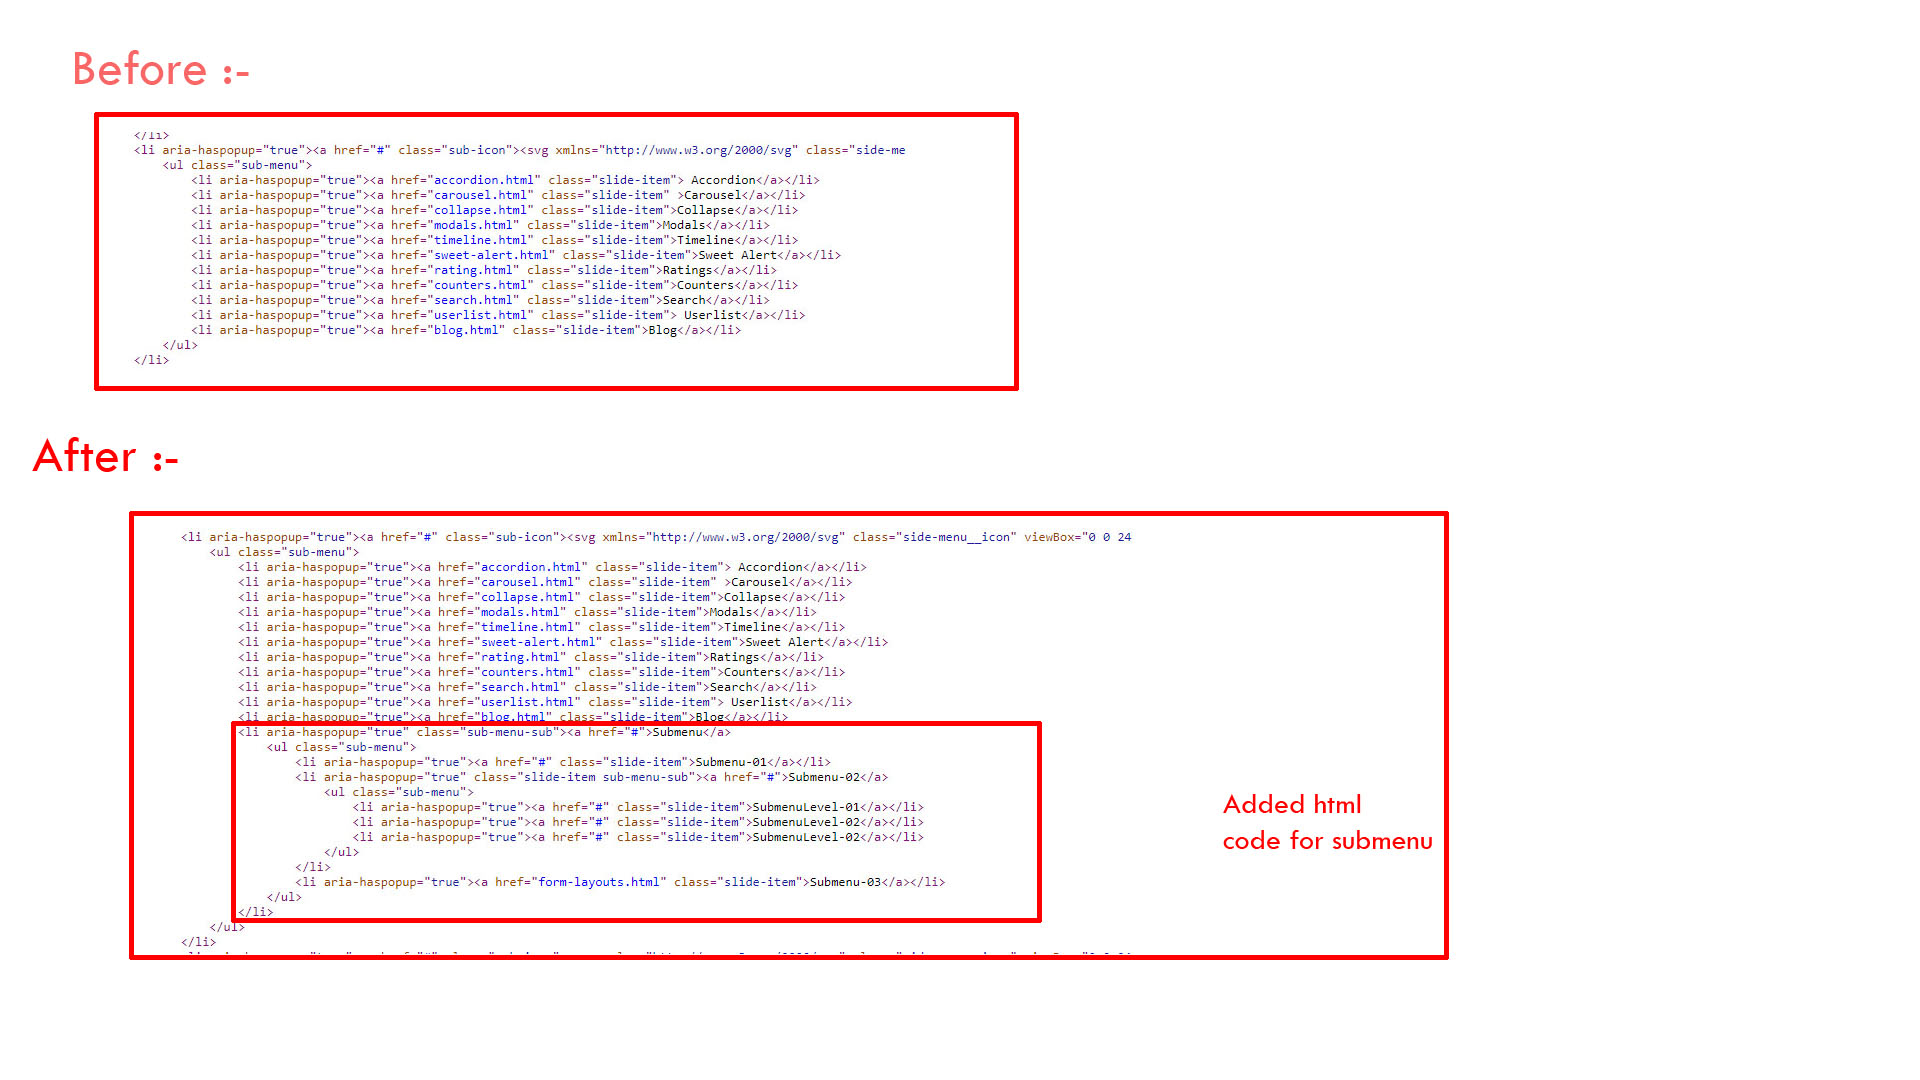 Before :-
</li>
<li aria-haspopup="true"><a href="#" class="sub-icon"><svg xmlns="http://www.w3.org/2000/svg" class="side-me
<ul class="sub-menu">
<li aria-haspopup="true"><a href="accordion.html" class="slide-item"> Accordion</a></li>
<li aria-haspopup="true"><a href="carousel.html" class="slide-item" >Carousel</a></li>
<li aria-haspopup="true"><a href="collapse.html" class="slide-item">Collapse</a></li>
<li aria-haspopup="true"><a href="modals.html" class="slide-item">Modals</a></li>
<li aria-haspopup="true"><a href="timeline.html" class="slide-item">Timeline</a></li>
<li aria-haspopup="true"><a href="sweet-alert.html" class="slide-item">Sweet Alert</a></li>
<li aria-haspopup="true"><a href="rating.html" class="slide-item">Ratings</a></li>
<li aria-haspopup="true"><a href="counters.html" class="slide-item">Counters</a></li>
<li aria-haspopup="true"><a href="search.html" class="slide-item">Search</a></li>
<li aria-haspopup="true"><a href="userlist.html" class="slide-item"> Userlist</a></li>
<li aria-haspopup="true"><a href="blog.html" class="slide-item">Blog</a></li>
</ul>
</li>
After :-
<li aria-haspopup="true"><a href="#" class="sub-icon"><svg xmlns="http://www.w3.org/2000/svg" class="side-menu__icon" viewBox="0 0 24
<ul class="sub-menu">
<li aria-haspopup="true"><a href="accordion.html" class="slide-item"> Accordion</a></li>
<li aria-haspopup="true"><a href="carousel.html" class="slide-item" >Carousel</a></li>
<li aria-haspopup="true"><a href="collapse.html" class="slide-item">Collapse</a></li>
<li aria-haspopup="true"><a href="modals.html" class="slide-item">Modals</a></li>
<li aria-haspopup="true"><a href="timeline.html" class="slide-item">Timeline</a></li>
<li aria-haspopup="true"><a href="sweet-alert.html" class="slide-item">Sweet Alert</a></li>
<li aria-haspopup="true"><a href="rating.html" class="slide-item">Ratings</a></li>
<li aria-haspopup="true"><a href="counters.html" class="slide-item">Counters</a></li>
<li aria-haspopup="true"><a href="search.html" class="slide-item">Search</a></li>
<li aria-haspopup="true"><a href="userlist.html" class="slide-item"> Userlist</a></li>
<li aria-haspopup="true"><a href="blog.html" class="slide-item">Blog</a></li>
<li aria-haspopup="true" class="sub-menu-sub"><a href="#">Submenu</a>
<ul class="sub-menu">
<li aria-haspopup="true"><a href="#" class="slide-item">Submenu-01</a></li>
<li aria-haspopup="true" class="slide-item sub-menu-sub"><a href="#">Submenu-02</a>
<ul class="sub-menu">
<li aria-haspopup="true"><a href="#" class="slide-item">SubmenuLevel-01</a></li>
<li aria-haspopup="true"><a href="#" class="slide-item">SubmenuLevel-02</a></li>
<li aria-haspopup="true"><a href="#" class="slide-item">SubmenuLevel-02</a></li>
</ul>
</li>
<li aria-haspopup="true"><a href="form-layouts.html" class="slide-item">Submenu-03</a></li>
</ul>
</li>
</ul>
</li>
Added html
code for submenu